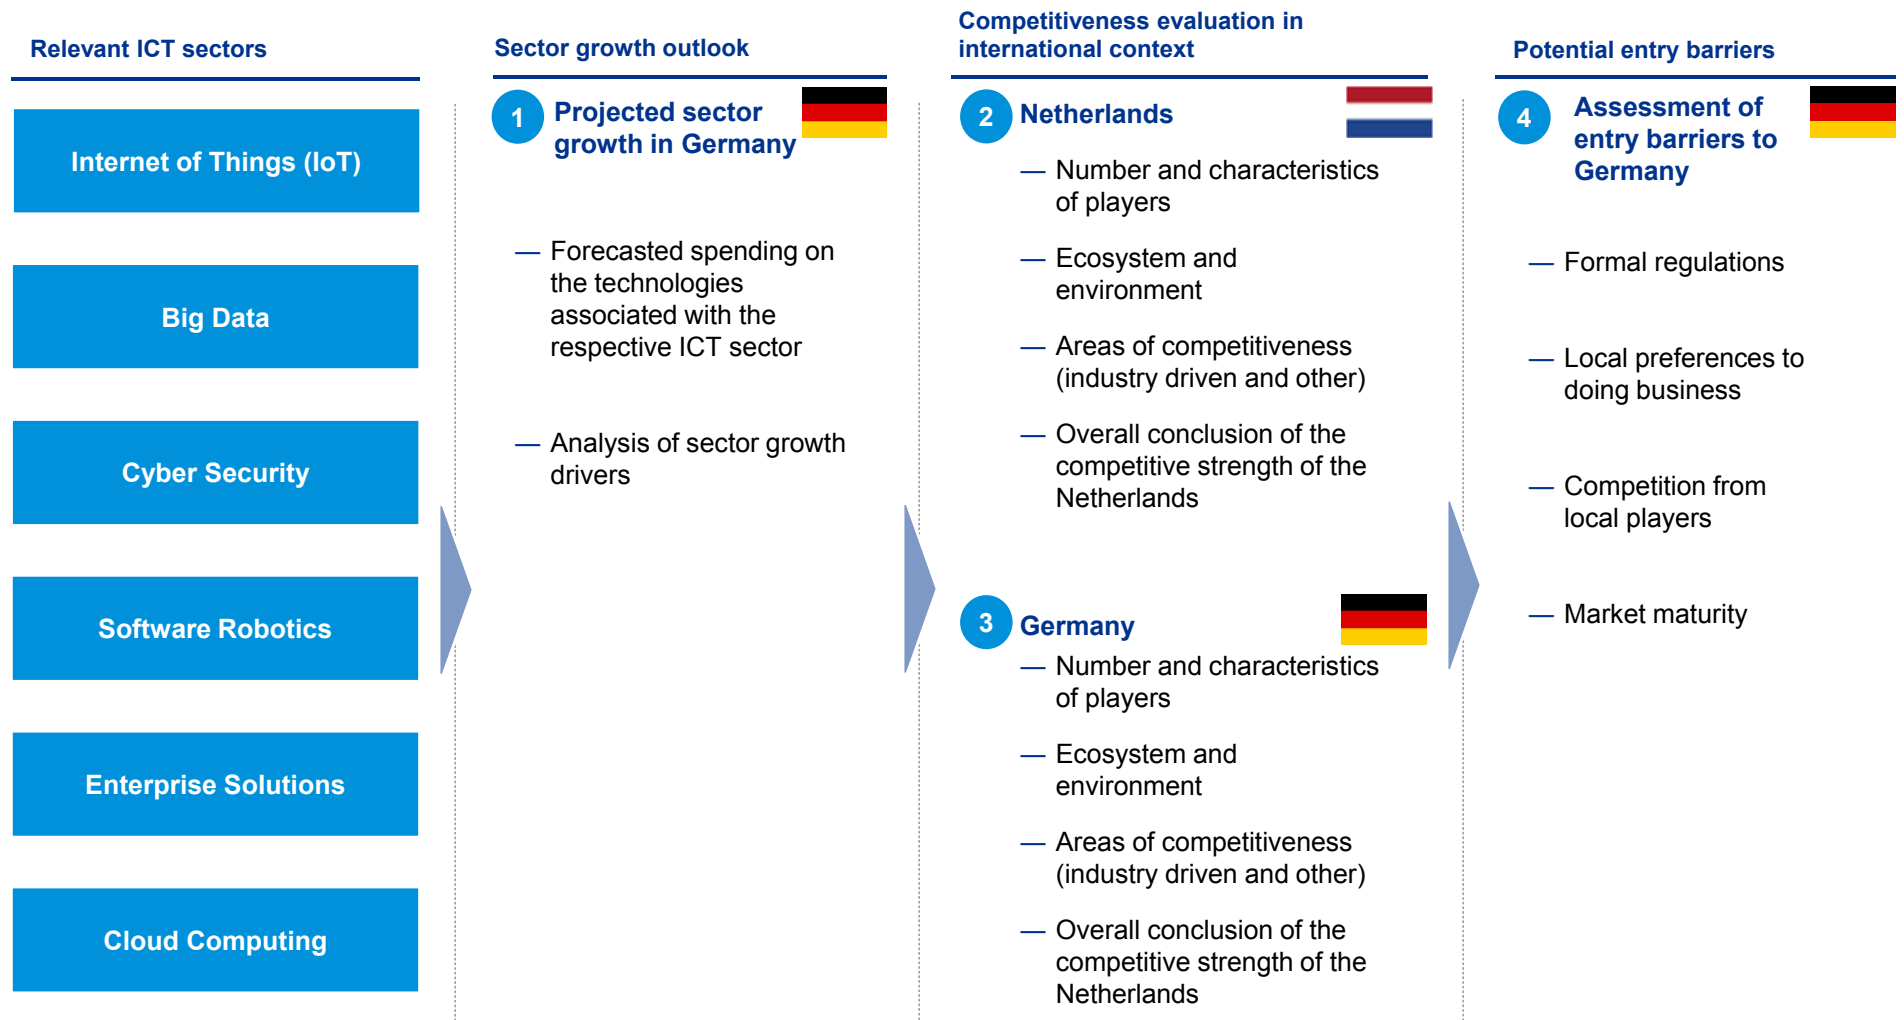 Relevant ICT sectors
Internet of Things (IoT)
Big Data
Cyber Security
Software Robotics
Enterprise Solutions
Cloud Computing
Sector growth outlook
1
Projected sector
growth in Germany
— Forecasted spending on
the technologies
associated with the
respective ICT sector
— Analysis of sector growth
drivers
Competitiveness evaluation in
international context
2
Netherlands
— Number and characteristics
of players
— Ecosystem and
environment
— Areas of competitiveness
(industry driven and other)
— Overall conclusion of the
competitive strength of the
Netherlands
3
Germany
— Number and characteristics
of players
— Ecosystem and
environment
— Areas of competitiveness
(industry driven and other)
— Overall conclusion of the
competitive strength of the
Netherlands
Potential entry barriers
4
Assessment of
entry barriers to
Germany
— Formal regulations
— Local preferences to
doing business
— Competition from
local players
— Market maturity